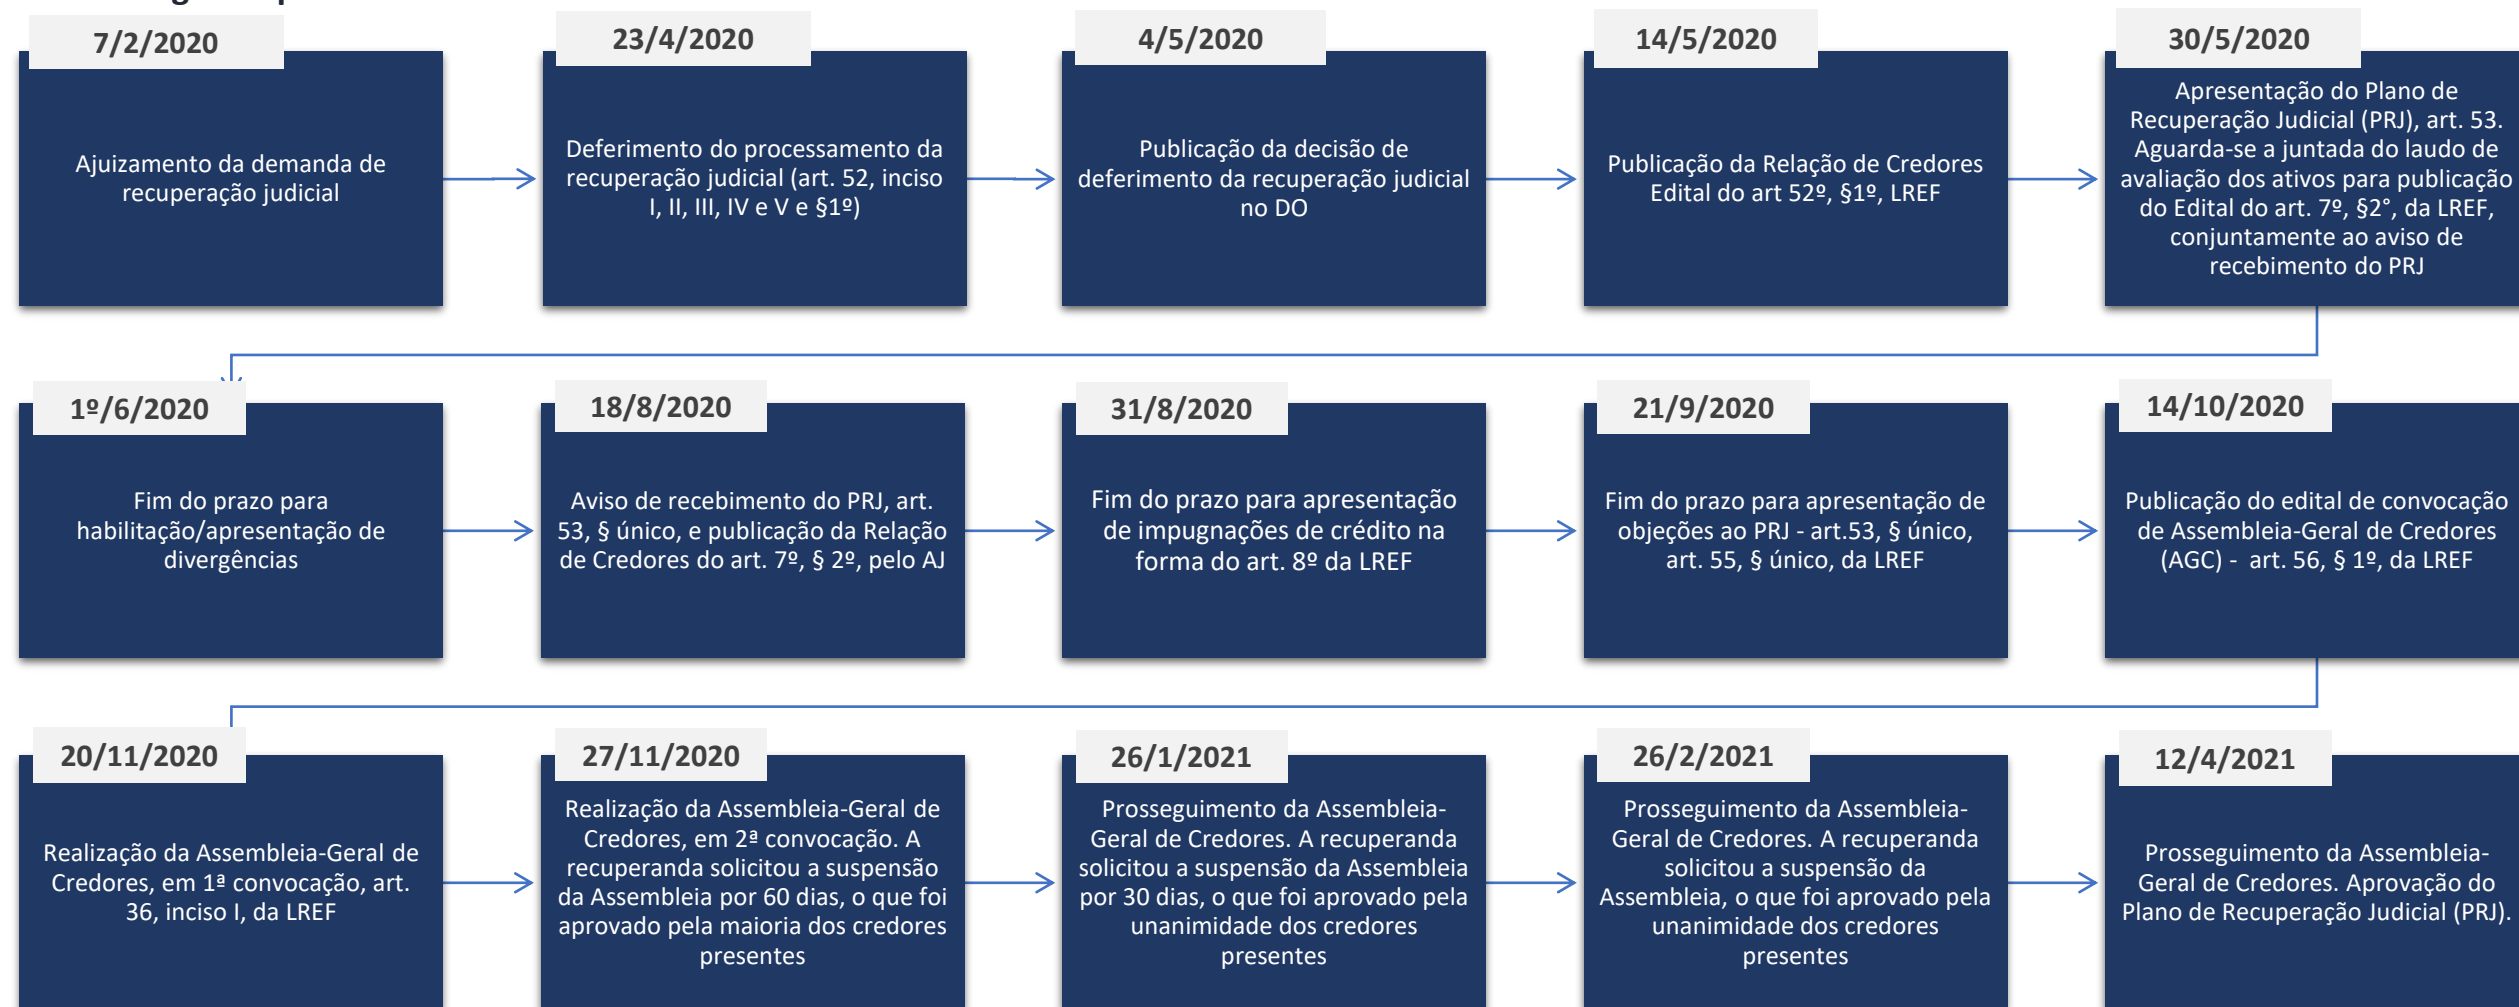 7/2/2020
Ajuizamento da demanda de
recuperação judicial
23/4/2020
Deferimento do processamento da
recuperação judicial (art. 52, inciso
I, II, III, IV e V e §1º)
4/5/2020
Publicação da decisão de
deferimento da recuperação judicial
no DO
14/5/2020
Publicação da Relação de Credores
Edital do art 52º, §1º, LREF
30/5/2020
Apresentação do Plano de
Recuperação Judicial (PRJ), art. 53.
Aguarda-se a juntada do laudo de
avaliação dos ativos para publicação
do Edital do art. 7º, §2°, da LREF,
conjuntamente ao aviso de
recebimento do PRJ
1º/6/2020
Fim do prazo para
habilitação/apresentação de
divergências
18/8/2020
Aviso de recebimento do PRJ, art.
53, § único, e publicação da Relação
de Credores do art. 7º, § 2º, pelo AJ
31/8/2020
Fim do prazo para apresentação
de impugnações de crédito na
forma do art. 8º da LREF
21/9/2020
Fim do prazo para apresentação de
objeções ao PRJ - art.53, § único,
art. 55, § único, da LREF
14/10/2020
Publicação do edital de convocação
de Assembleia-Geral de Credores
(AGC) - art. 56, § 1º, da LREF
20/11/2020
Realização da Assembleia-Geral de
Credores, em 1ª convocação, art.
36, inciso I, da LREF
27/11/2020
Realização da Assembleia-Geral de
Credores, em 2ª convocação. A
recuperanda solicitou a suspensão
da Assembleia por 60 dias, o que foi
aprovado pela maioria dos credores
presentes
26/1/2021
Prosseguimento da Assembleia-
Geral de Credores. A recuperanda
solicitou a suspensão da Assembleia
por 30 dias, o que foi aprovado pela
unanimidade dos credores
presentes
26/2/2021
Prosseguimento da Assembleia-
Geral de Credores. A recuperanda
solicitou a suspensão da
Assembleia, o que foi aprovado pela
unanimidade dos credores
presentes
12/4/2021
Prosseguimento da Assembleia-
Geral de Credores. Aprovação do
Plano de Recuperação Judicial (PRJ).